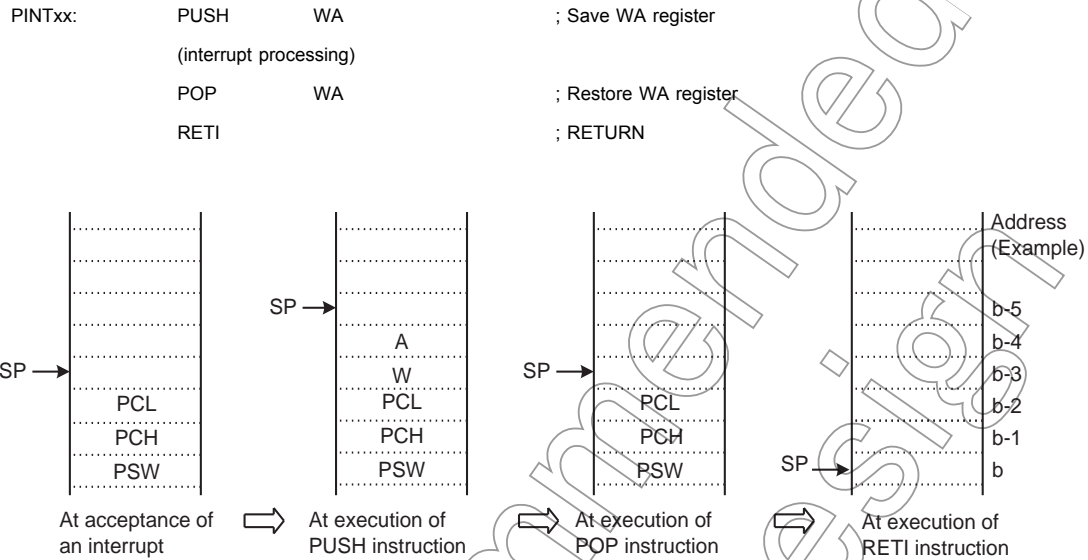 PINTxx: PUSH WA ; Save WA register
(interrupt processing)
POP WA ; Restore WA register
RETI ; RETURN
Address
(Example)
SP b-5
A b-4
SP W SP b-3
PCL PCL PCL b-2
PCH PCH PCH b-1
PSW PSW PSW SP b
At acceptance of At execution of At execution of At execution of
an interrupt PUSH instruction POP instruction RETI instruction